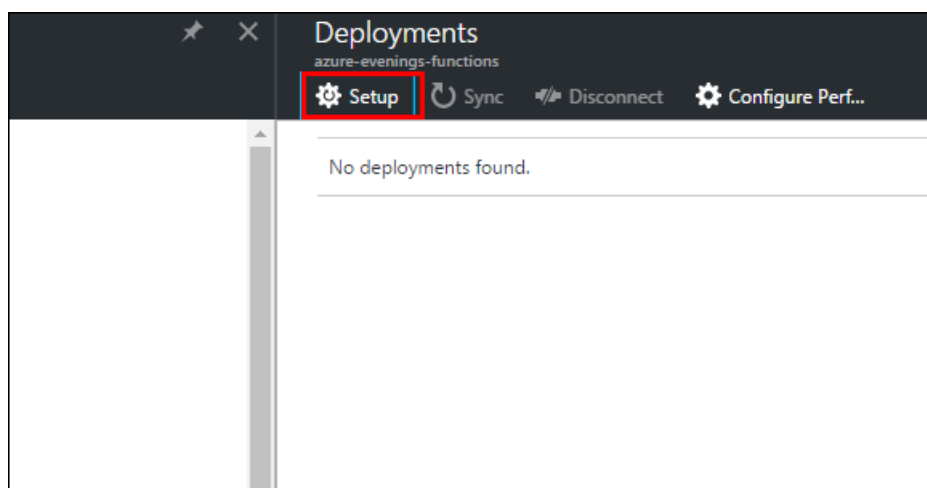 Deployments
azure-evenings-functions
Setup Sync Disconnect Configure Perf...
No deployments found.